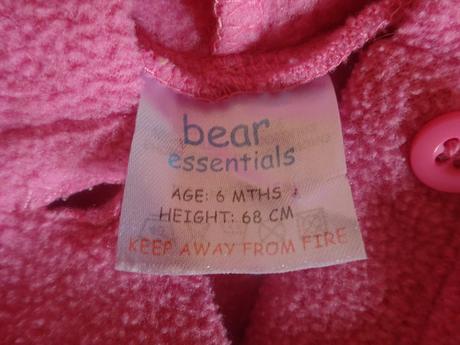 bear
essentials
AGE: 6 MTHS
HEIGHT: 68 CM
KEEP AWAY FROM FIRE